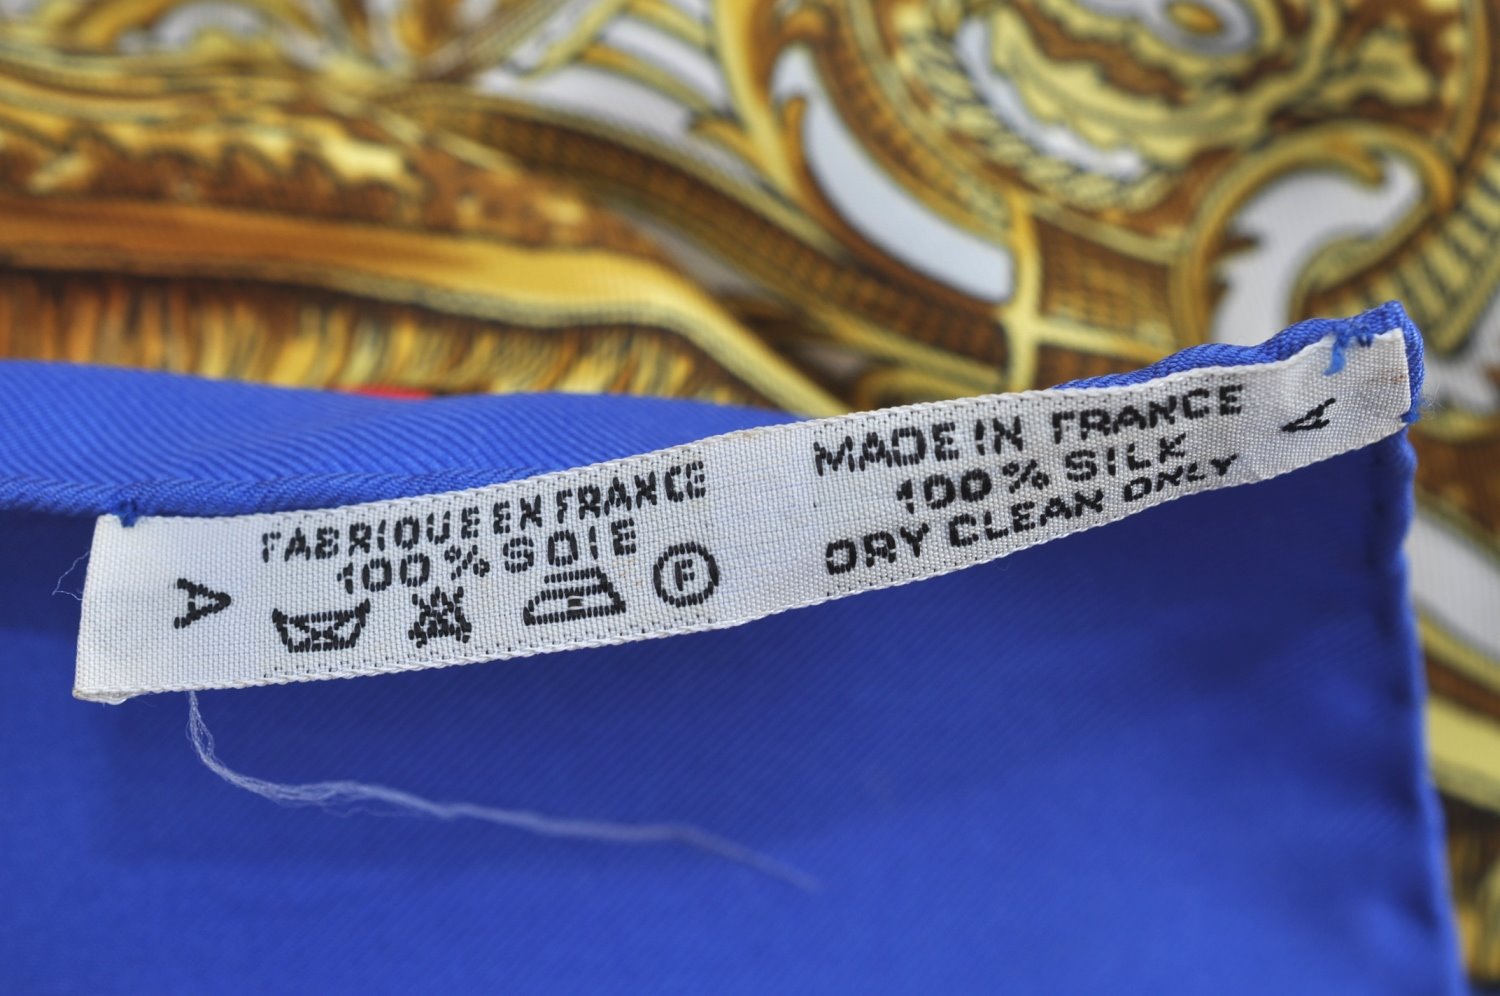 A
FABRIQUE EN FRANCE
100% SOIE
F
MADE IN FRANCE
100% SILK
DRY CLEAN ONLY
A